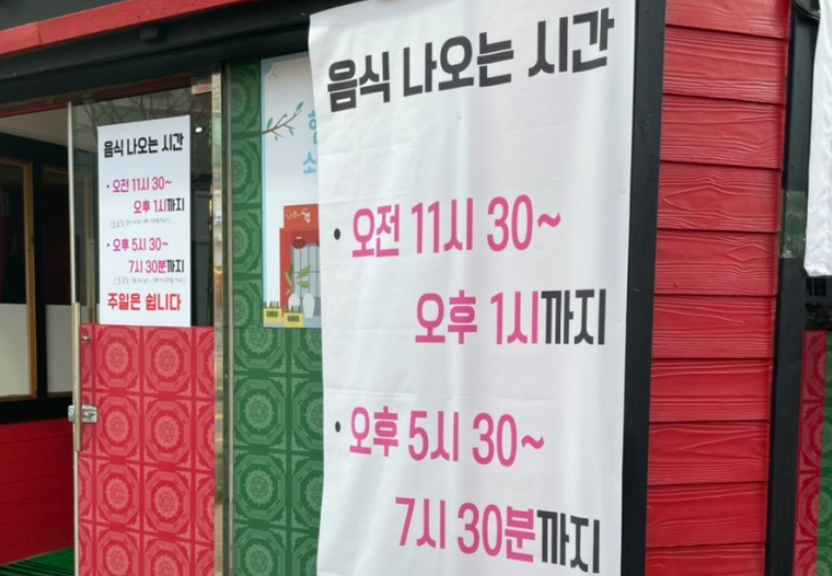 음식 나오는 시간
· 오전 11시 30~
오후 1시까지
· 오후 5시 30~
7시 30분까지
음식 나오는 시간
· 오전 11시 30~
오후 1시까지
· 오후 5시 30~
7시 30분까지
주일은 쉽니다